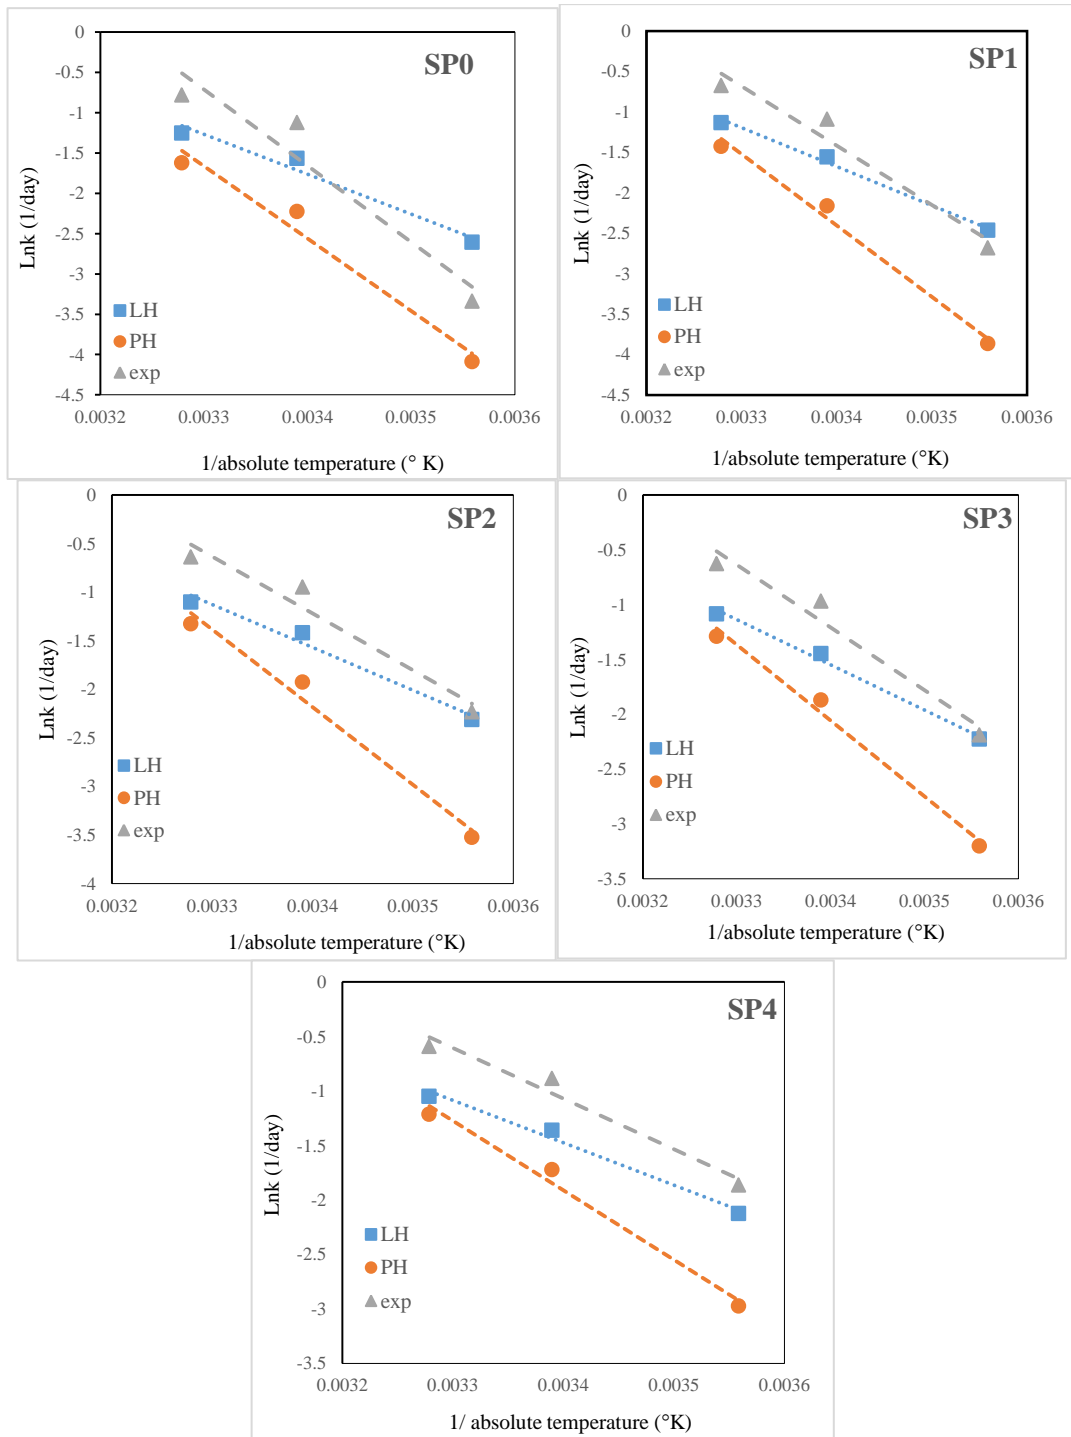 SP0
0
-0.5
-1
-1.5
-2
-2.5
-3
-3.5
-4
-4.5
Lnk (1/day)
LH
PH
exp
0.0032 0.0033 0.0034 0.0035 0.0036
1/absolute temperature (° K)
SP1
0
-0.5
-1
-1.5
-2
-2.5
-3
-3.5
-4
-4.5
Lnk (1/day)
LH
PH
exp
0.0032 0.0033 0.0034 0.0035 0.0036
1/absolute temperature (°K)
SP2
0
-0.5
-1
-1.5
-2
-2.5
-3
-3.5
-4
Lnk (1/day)
LH
PH
exp
0.0032 0.0033 0.0034 0.0035 0.0036
1/absolute temperature (°K)
SP3
0
-0.5
-1
-1.5
-2
-2.5
-3
-3.5
Lnk (1/day)
LH
PH
exp
0.0032 0.0033 0.0034 0.0035 0.0036
1/absolute temperature (°K)
SP4
0
-0.5
-1
-1.5
-2
-2.5
-3
-3.5
Lnk (1/day)
LH
PH
exp
0.0032 0.0033 0.0034 0.0035 0.0036
1/ absolute temperature (°K)